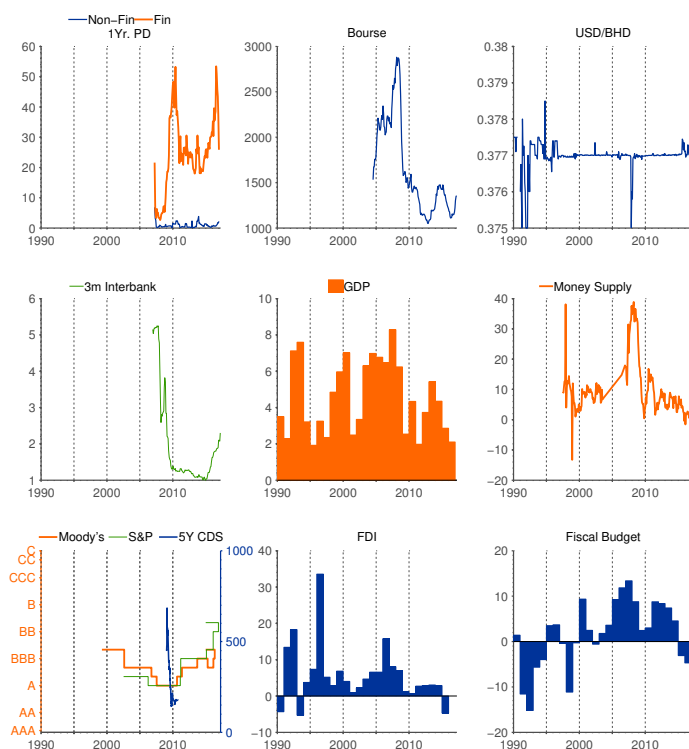 Non-Fin Fin
1Yr. PD
60
50
40
30
20
10
0
1990 2000 2010
Bourse
3000
2500
2000
1500
1000
1990 2000 2010
USD/BHD
0.38
0.379
0.378
0.377
0.376
0.375
1990 2000 2010
3m Interbank
6
5
4
3
2
1
1990 2000 2010
GDP
10
8
6
4
2
0
1990 2000 2010
Money Supply
40
30
20
10
0
−10
−20
1990 2000 2010
Moody's S&P 5Y CDS
C
CC
CCC
B
BB
BBB
A
AA
AAA
1000
500
0
1990 2000 2010
FDI
40
30
20
10
0
−10
1990 2000 2010
Fiscal Budget
20
10
0
−10
−20
1990 2000 2010